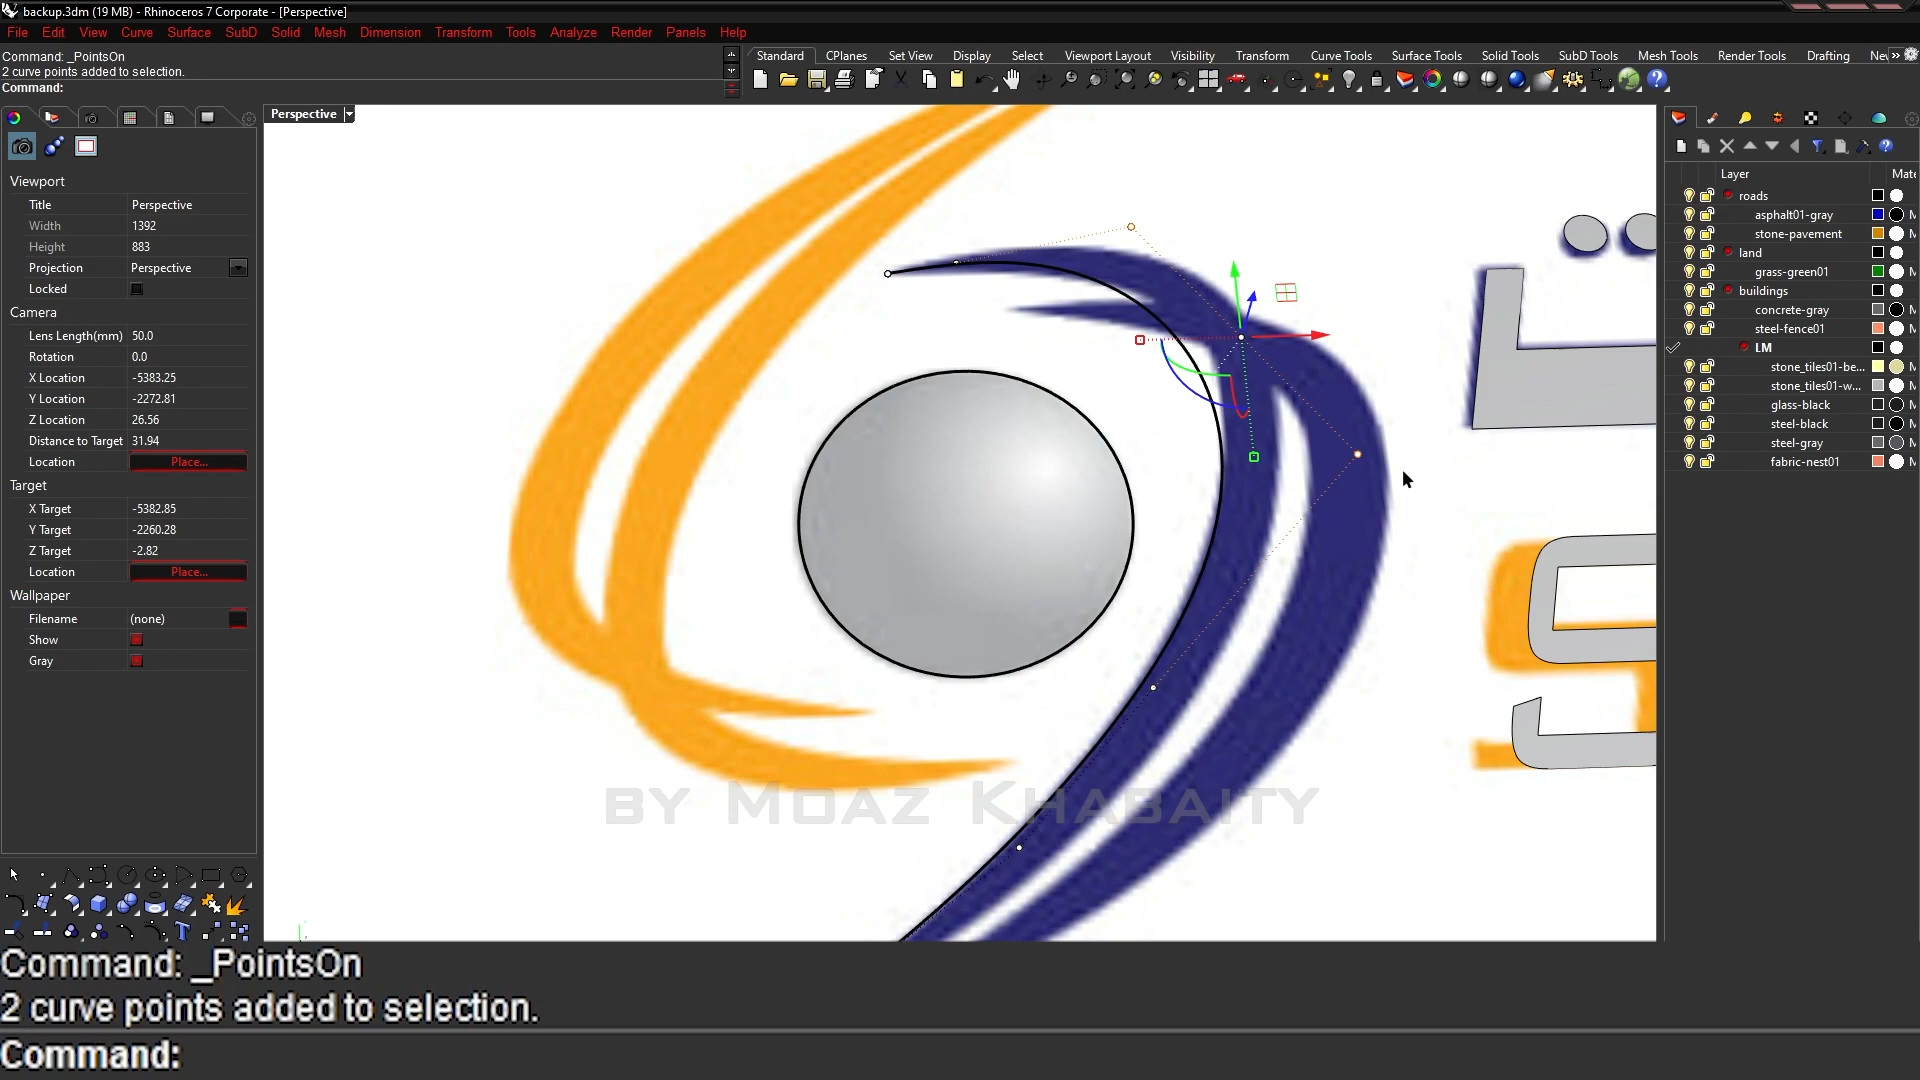 backup.3dm (19 MB) - Rhinoceros 7 Corporate - [Perspective]
File Edit View Curve Surface SubD Solid Mesh Dimension Transform Tools Analyze Render Panels Help
Command: _PointsOn
2 curve points added to selection.
Command:
Standard CPlanes Set View Display Select Viewport Layout Visibility Transform Curve Tools Surface Tools Solid Tools SubD Tools Mesh Tools Render Tools Drafting Nev
Perspective
Viewport
Title Perspective
Width 1392
Height 883
Projection Perspective
Locked
Camera
Lens Length(mm) 50.0
Rotation 0.0
X Location -5383.25
Y Location -2272.81
Z Location 26.56
Distance to Target 31.94
Location Place...
Target
X Target -5382.85
Y Target -2260.28
Z Target -2.82
Location Place...
Wallpaper
Filename (none)
Show
Gray
Layer Mate
roads
asphalt01-gray M
stone-pavement M
land
grass-green01 M
buildings
concrete-gray M
steel-fence01 M
LM
stone_tiles01-be... M
stone_tiles01-w... M
glass-black M
steel-black M
steel-gray M
fabric-nest01 M
by Moaz Khabaity
Command: _PointsOn
2 curve points added to selection.
Command: